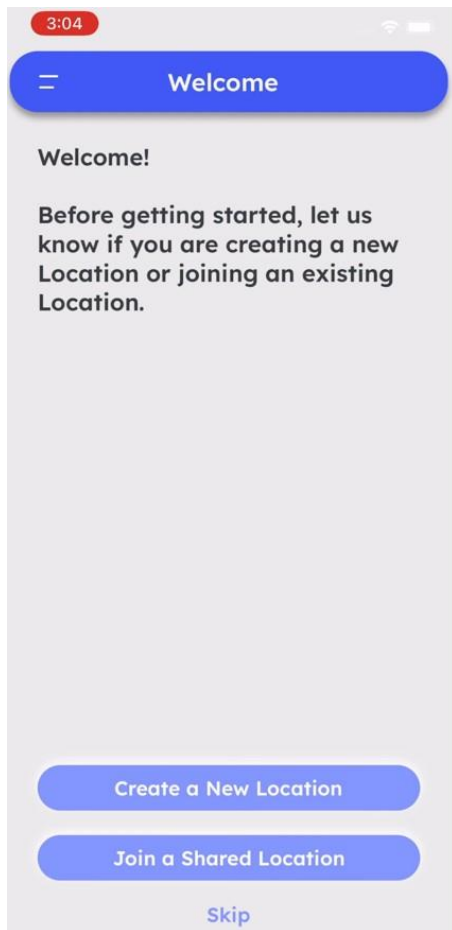 3:04
Welcome
Welcome!
Before getting started, let us
know if you are creating a new
Location or joining an existing
Location.
Create a New Location
Join a Shared Location
Skip